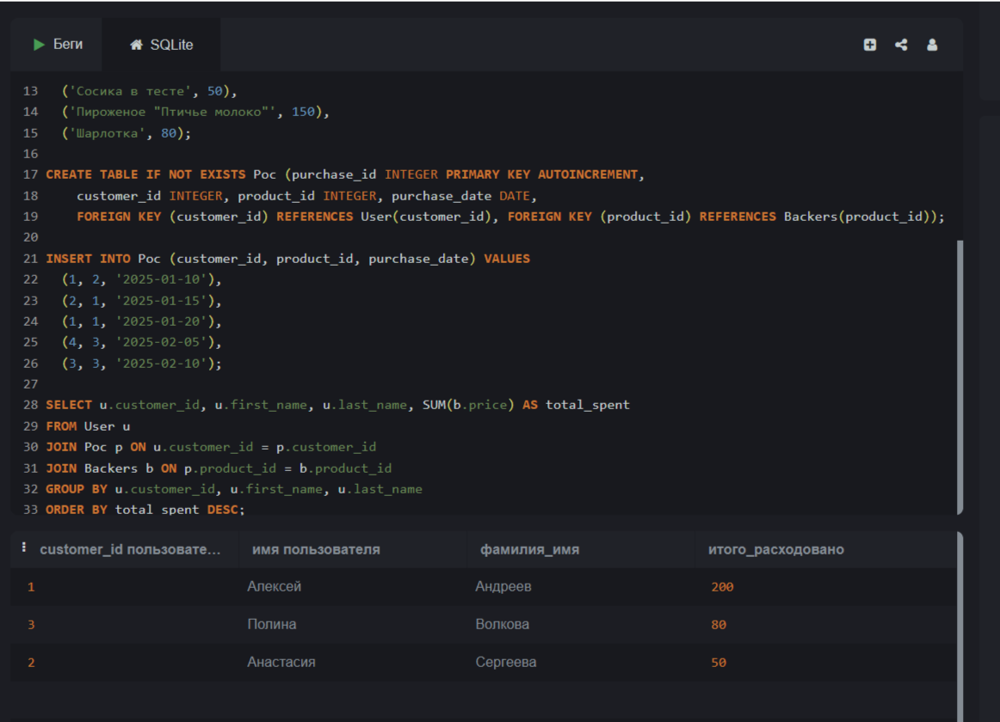 Беги SQLite
13 ('Сосика в тесте', 50),
14 ('Пироженое "Птичье молоко"', 150),
15 ('Шарлотка', 80);
16
17 CREATE TABLE IF NOT EXISTS Poc (purchase_id INTEGER PRIMARY KEY AUTOINCREMENT,
18 customer_id INTEGER, product_id INTEGER, purchase_date DATE,
19 FOREIGN KEY (customer_id) REFERENCES User(customer_id), FOREIGN KEY (product_id) REFERENCES Backers(product_id));
20
21 INSERT INTO Poc (customer_id, product_id, purchase_date) VALUES
22 (1, 2, '2025-01-10'),
23 (2, 1, '2025-01-15'),
24 (1, 1, '2025-01-20'),
25 (4, 3, '2025-02-05'),
26 (3, 3, '2025-02-10');
27
28 SELECT u.customer_id, u.first_name, u.last_name, SUM(b.price) AS total_spent
29 FROM User u
30 JOIN Poc p ON u.customer_id = p.customer_id
31 JOIN Backers b ON p.product_id = b.product_id
32 GROUP BY u.customer_id, u.first_name, u.last_name
33 ORDER BY total_spent DESC;
customer_id пользовате... имя пользователя фамилия_имя итого_расходовано
1 Алексей Андреев 200
3 Полина Волкова 80
2 Анастасия Сергеева 50